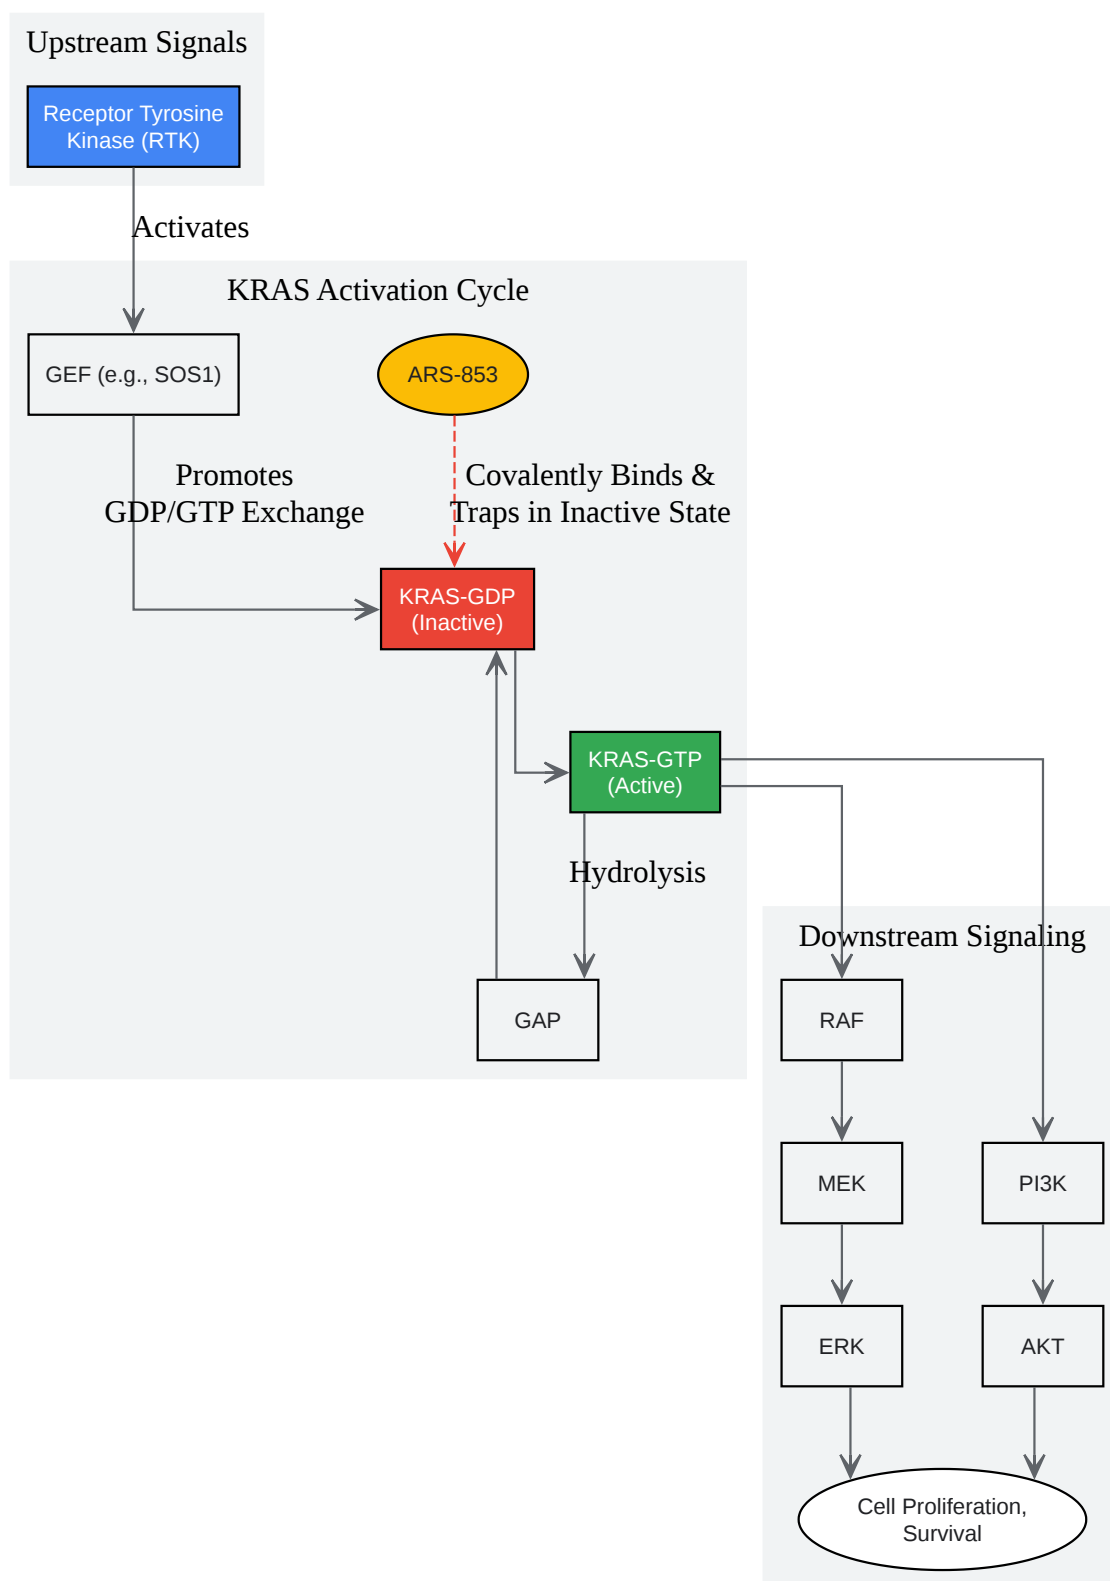 Upstream Signals
Receptor Tyrosine
Kinase (RTK)
Activates
KRAS Activation Cycle
GEF (e.g., SOS1)
ARS-853
Promotes
GDP/GTP Exchange
Covalently Binds &
Traps in Inactive State
KRAS-GDP
(Inactive)
KRAS-GTP
(Active)
Hydrolysis
GAP
Downstream Signaling
RAF
MEK
PI3K
ERK
AKT
Cell Proliferation,
Survival